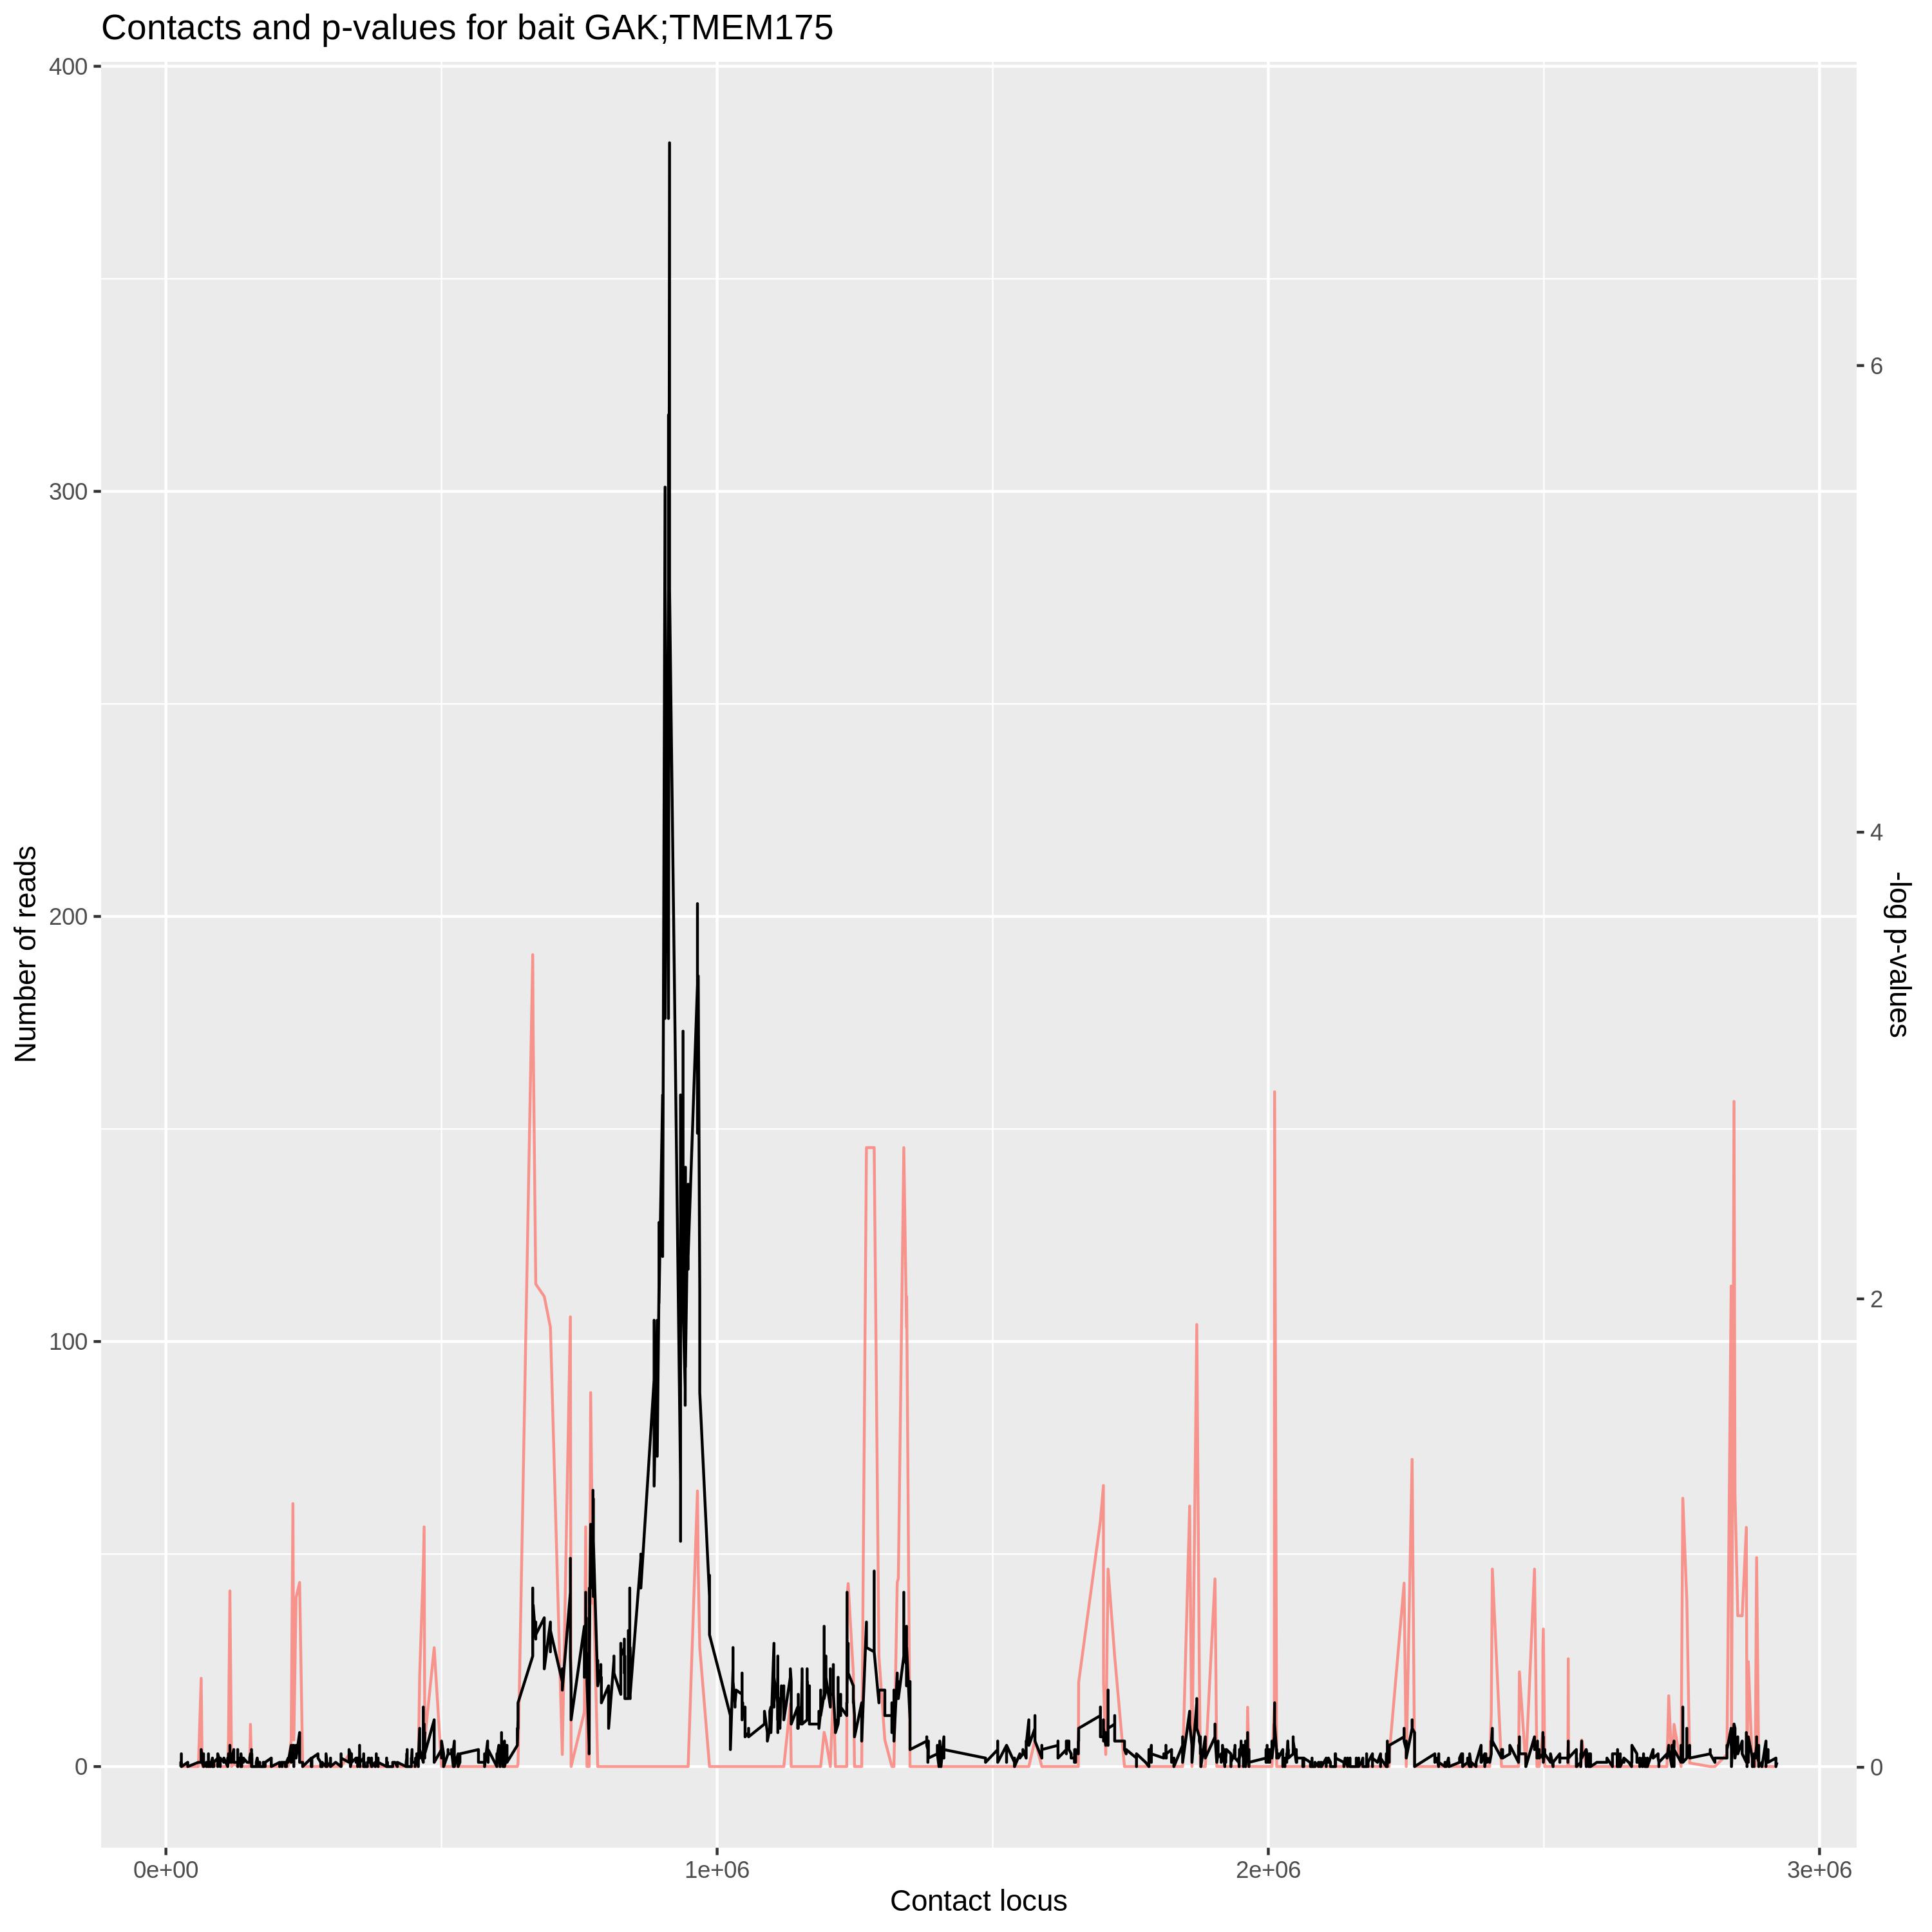 Contacts and p-values for bait GAK;TMEM175
400
300
200
100
0
Number of reads
6
4
2
0
-log p-values
0e+00
1e+06
2e+06
3e+06
Contact locus